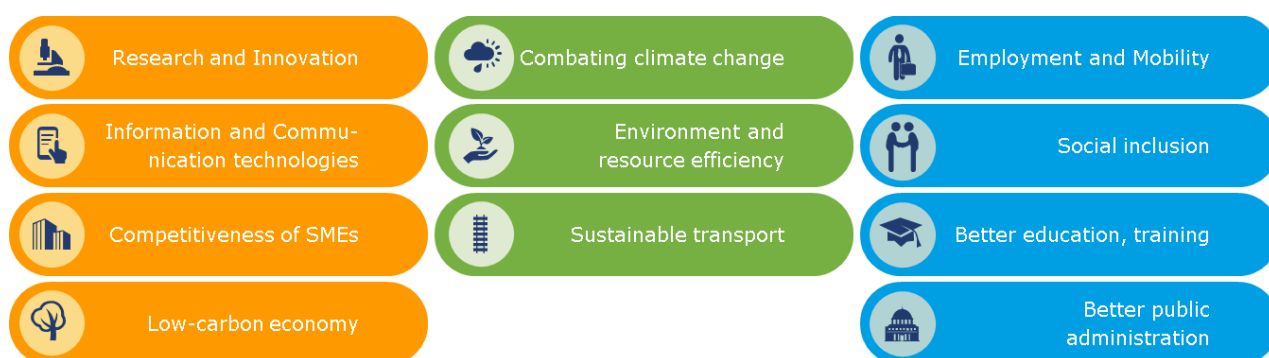 Research and Innovation
Information and Commu-
nication technologies
Competitiveness of SMEs
Low-carbon economy
Combating climate change
Environment and
resource efficiency
Sustainable transport
Employment and Mobility
Social inclusion
Better education, training
Better public
administration